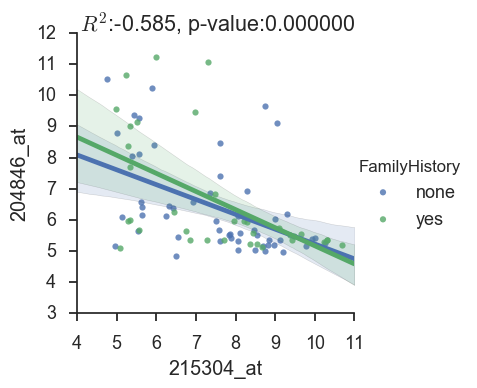 R²:-0.585, p-value:0.000000
12
11
10
9
8
7
6
5
4
3
204846_at
4 5 6 7 8 9 10 11
215304_at
FamilyHistory
none
yes